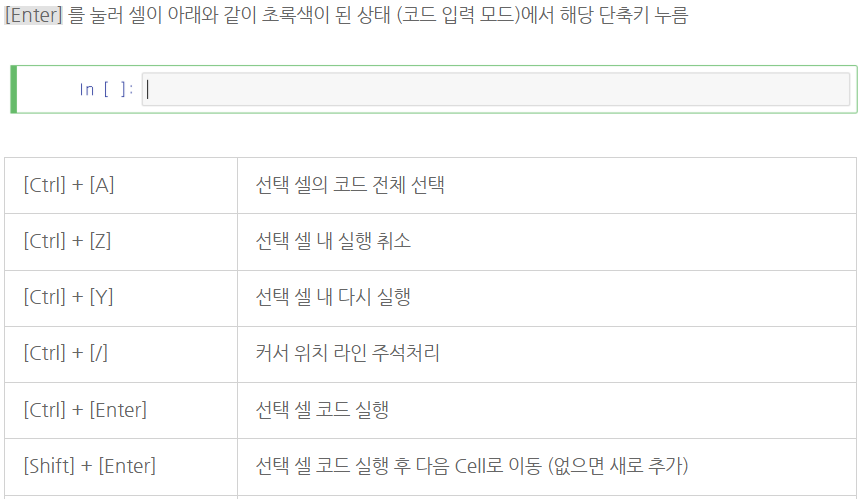 [Enter] 를 눌러 셀이 아래와 같이 초록색이 된 상태 (코드 입력 모드)에서 해당 단축키 누름
In [ ]:
[Ctrl] + [A] 선택 셀의 코드 전체 선택
[Ctrl] + [Z] 선택 셀 내 실행 취소
[Ctrl] + [Y] 선택 셀 내 다시 실행
[Ctrl] + [/] 커서 위치 라인 주석처리
[Ctrl] + [Enter] 선택 셀 코드 실행
[Shift] + [Enter] 선택 셀 코드 실행 후 다음 Cell로 이동 (없으면 새로 추가)